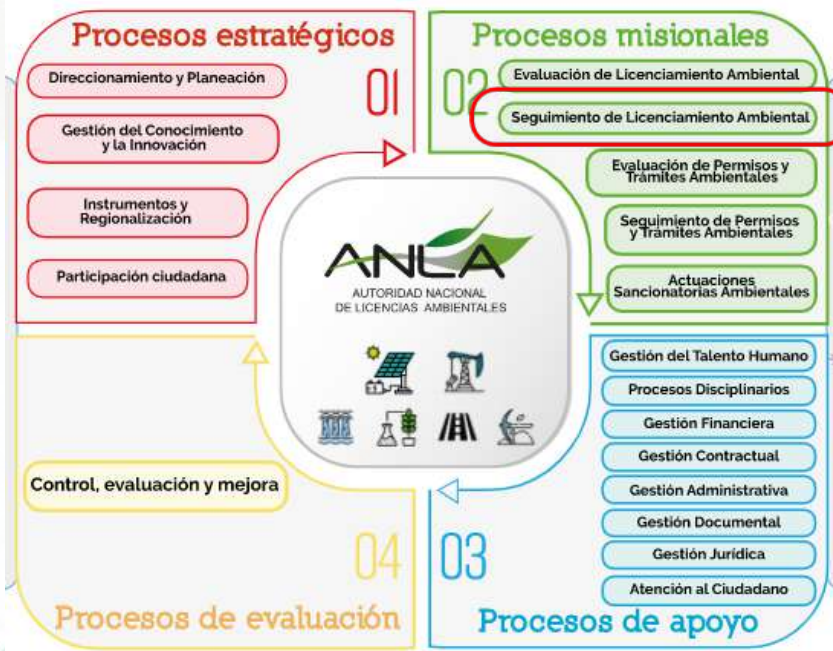 Procesos estratégicos
01
Direccionamiento y Planeación
Gestión del Conocimiento
y la Innovación
Instrumentos y
Regionalización
Participación ciudadana
Procesos misionales
02
Evaluación de Licenciamiento Ambiental
Seguimiento de Licenciamiento Ambiental
Evaluación de Permisos y
Trámites Ambientales
Seguimiento de Permisos
y Trámites Ambientales
Actuaciones
Sancionatorias Ambientales
ANLA
AUTORIDAD NACIONAL
DE LICENCIAS AMBIENTALES
Gestión del Talento Humano
Procesos Disciplinarios
Gestión Financiera
Gestión Contractual
Gestión Administrativa
Gestión Documental
Gestión Jurídica
Atención al Ciudadano
03
Procesos de apoyo
Control, evaluación y mejora
04
Procesos de evaluación